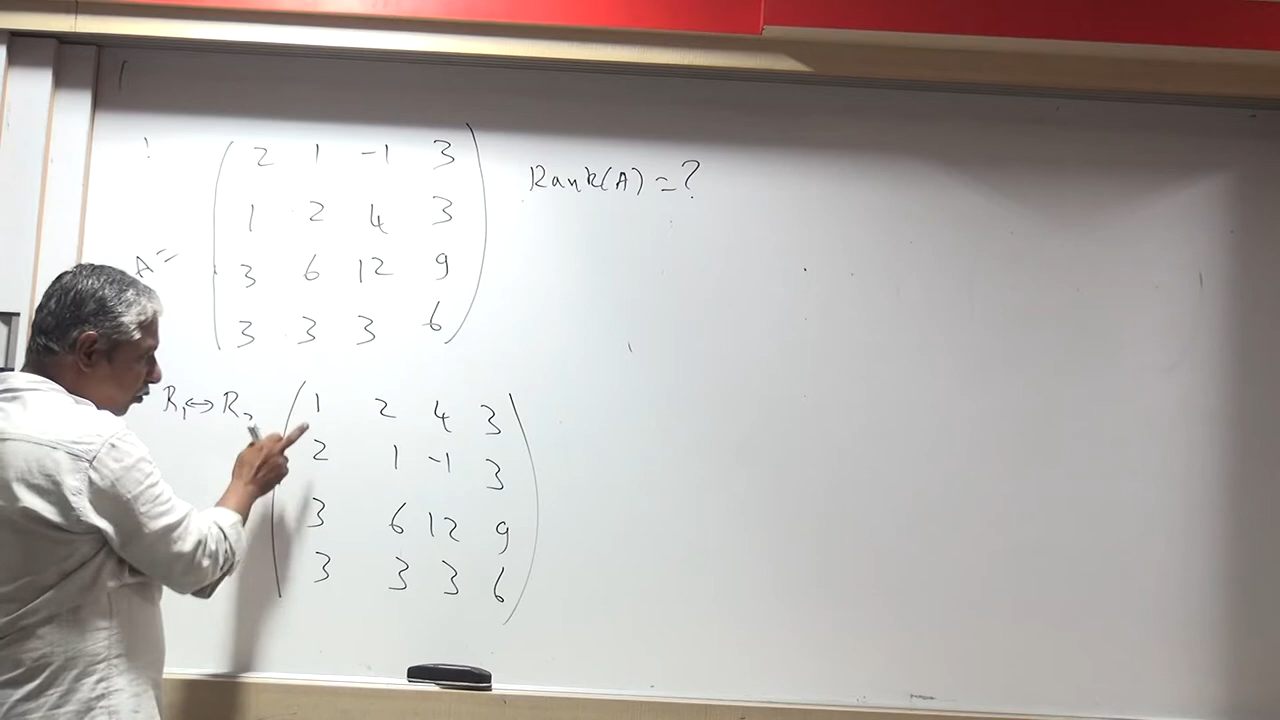 2 1 -1 3 Rank(A) = ?
1 2 4 3
A = 3 6 12 9
3 3 3 6
R1 ↔ R2 1 2 4 3
2 1 -1 3
3 6 12 9
3 3 3 6